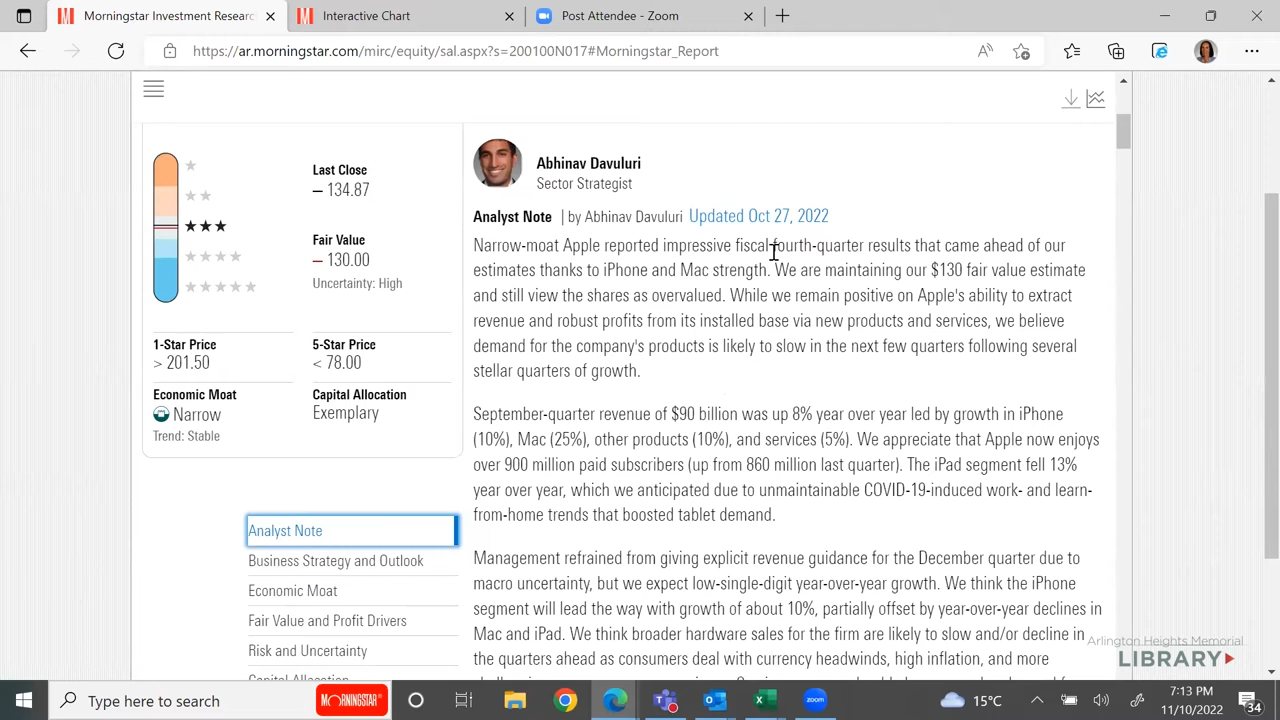 Morningstar Investment Research
Interactive Chart
Post Attendee - Zoom
https://ar.morningstar.com/mirc/equity/sal.aspx?s=200100N017#Morningstar_Report
Last Close
134.87
Fair Value
130.00
Uncertainty: High
1-Star Price
5-Star Price
> 201.50
< 78.00
Economic Moat
Capital Allocation
Narrow
Exemplary
Trend: Stable
Abhinav Davuluri
Sector Strategist
Analyst Note | by Abhinav Davuluri Updated Oct 27, 2022
Narrow-moat Apple reported impressive fiscal-fourth-quarter results that came ahead of our
estimates thanks to iPhone and Mac strength. We are maintaining our $130 fair value estimate
and still view the shares as overvalued. While we remain positive on Apple's ability to extract
revenue and robust profits from its installed base via new products and services, we believe
demand for the company's products is likely to slow in the next few quarters following several
stellar quarters of growth.
September-quarter revenue of $90 billion was up 8% year over year led by growth in iPhone
(10%), Mac (25%), other products (10%), and services (5%). We appreciate that Apple now enjoys
over 900 million paid subscribers (up from 860 million last quarter). The iPad segment fell 13%
year over year, which we anticipated due to unmaintainable COVID-19-induced work- and learn-
from-home trends that boosted tablet demand.
Management refrained from giving explicit revenue guidance for the December quarter due to
macro uncertainty, but we expect low-single-digit year-over-year growth. We think the iPhone
segment will lead the way with growth of about 10%, partially offset by year-over-year declines in
Mac and iPad. We think broader hardware sales for the firm are likely to slow and/or decline in
the quarters ahead as consumers deal with currency headwinds, high inflation, and more
Analyst Note
Business Strategy and Outlook
Economic Moat
Fair Value and Profit Drivers
Risk and Uncertainty
Capital Allocation
Arlington Heights Memorial
LIBRARY
Type here to search
MORNINGSTAR
zoom
15°C
7:13 PM
11/10/2022
34